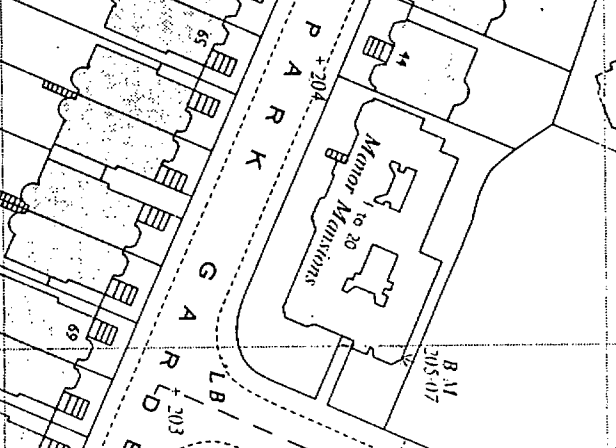 65
44
+ 204
PARK GARD
Manor Mansions
1 to 20
B.M
205·07
69
LB
+ 203